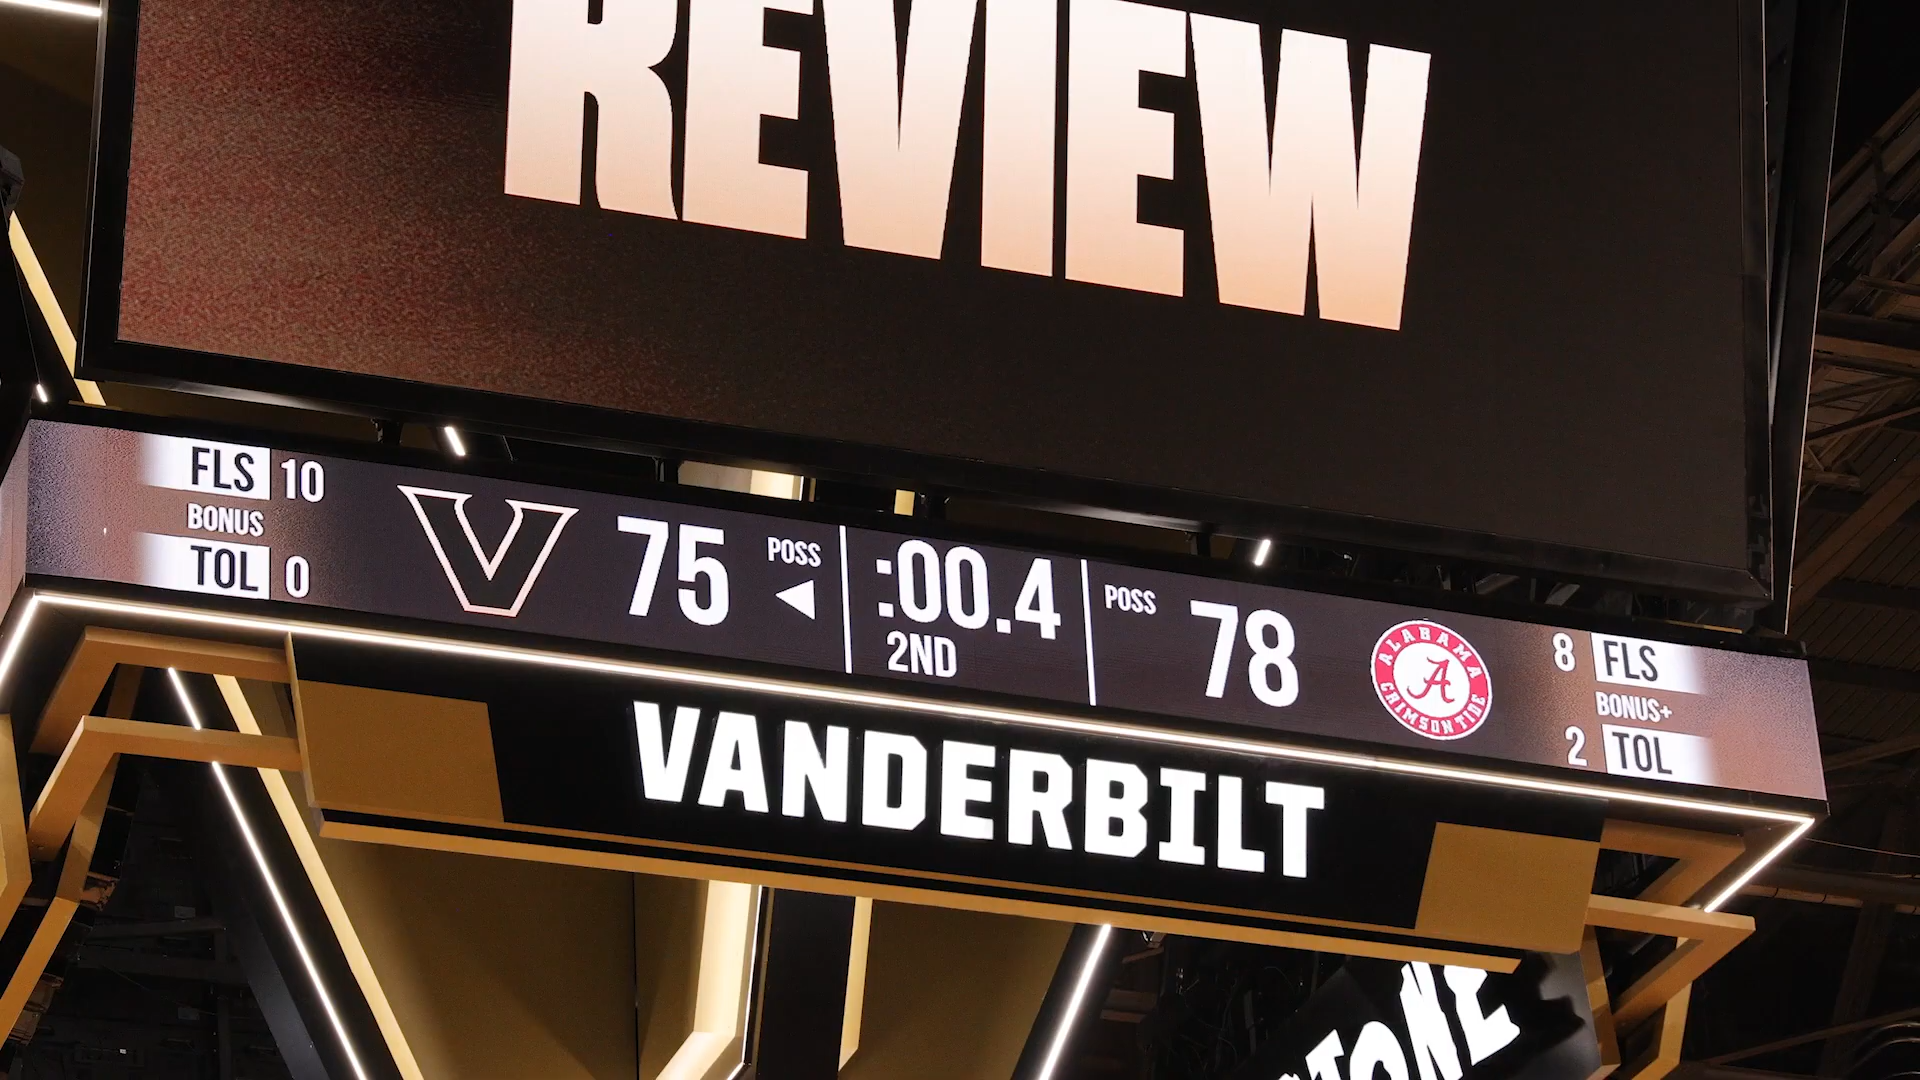 REVIEW
FLS 10
BONUS
TOL 0
V
75
POSS
:00.4
2ND
POSS
78
ALABAMA
A
CRIMSON TIDE
8 FLS
BONUS+
2 TOL
VANDERBILT